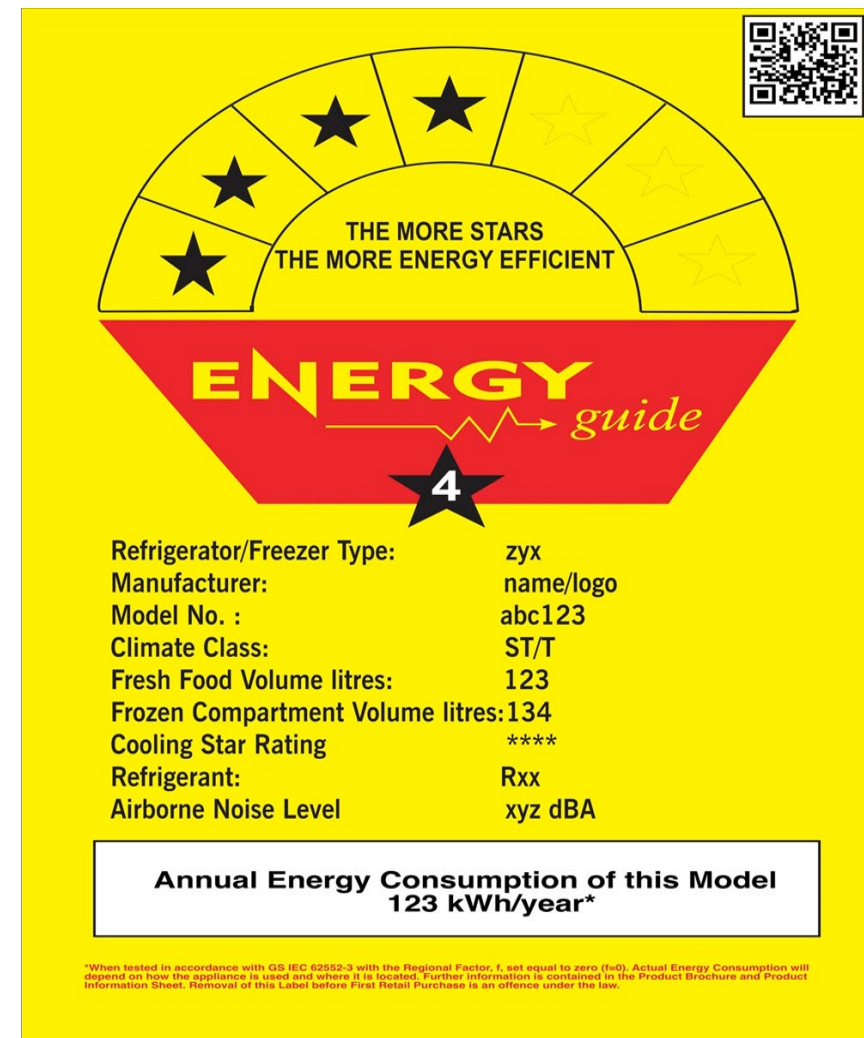 THE MORE STARS
THE MORE ENERGY EFFICIENT
ENERGY
guide
4
Refrigerator/Freezer Type: zyx
Manufacturer: name/logo
Model No. : abc123
Climate Class: ST/T
Fresh Food Volume litres: 123
Frozen Compartment Volume litres: 134
Cooling Star Rating ****
Refrigerant: Rxx
Airborne Noise Level xyz dBA
Annual Energy Consumption of this Model
123 kWh/year*
*When tested in accordance with GS IEC 62552-3 with the Regional Factor, f, set equal to zero (f=0). Actual Energy Consumption will
depend on how the appliance is used and where it is located. Further information is contained in the Product Brochure and Product
Information Sheet. Removal of this Label before First Retail Purchase is an offence under the law.